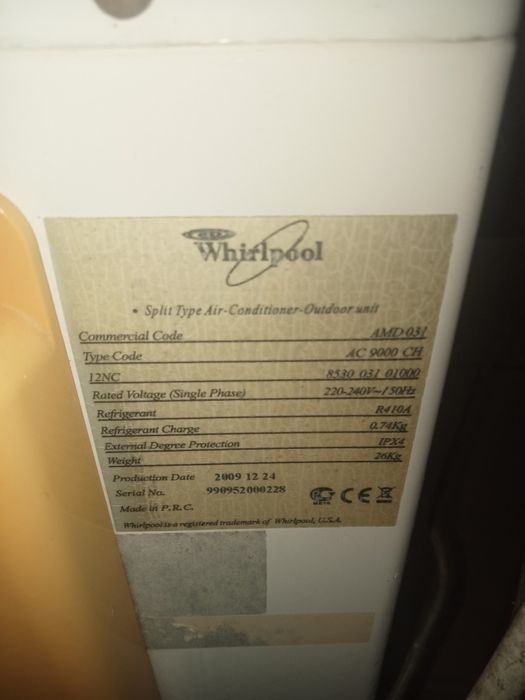 Whirlpool
• Split Type Air-Conditioner-Outdoor unit
Commercial Code AMD 031
Type Code AC 9000 CH
12NC 8530 031 01000
Rated Voltage (Single Phase) 220-240V~/50Hz
Refrigerant R410A
Refrigerant Charge 0.74Kg
External Degree Protection IPX4
Weight 26Kg
Production Date 2009 12 24
Serial No. 990952000228
CE
Made in P.R.C.
Whirlpool is a registered trademark of Whirlpool, U.S.A.